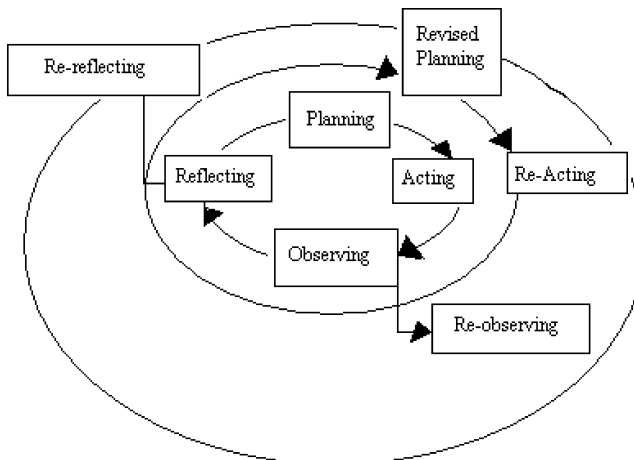 Revised
Planning
Re-reflecting
Planning
Reflecting
Acting
Re-Acting
Observing
Re-observing